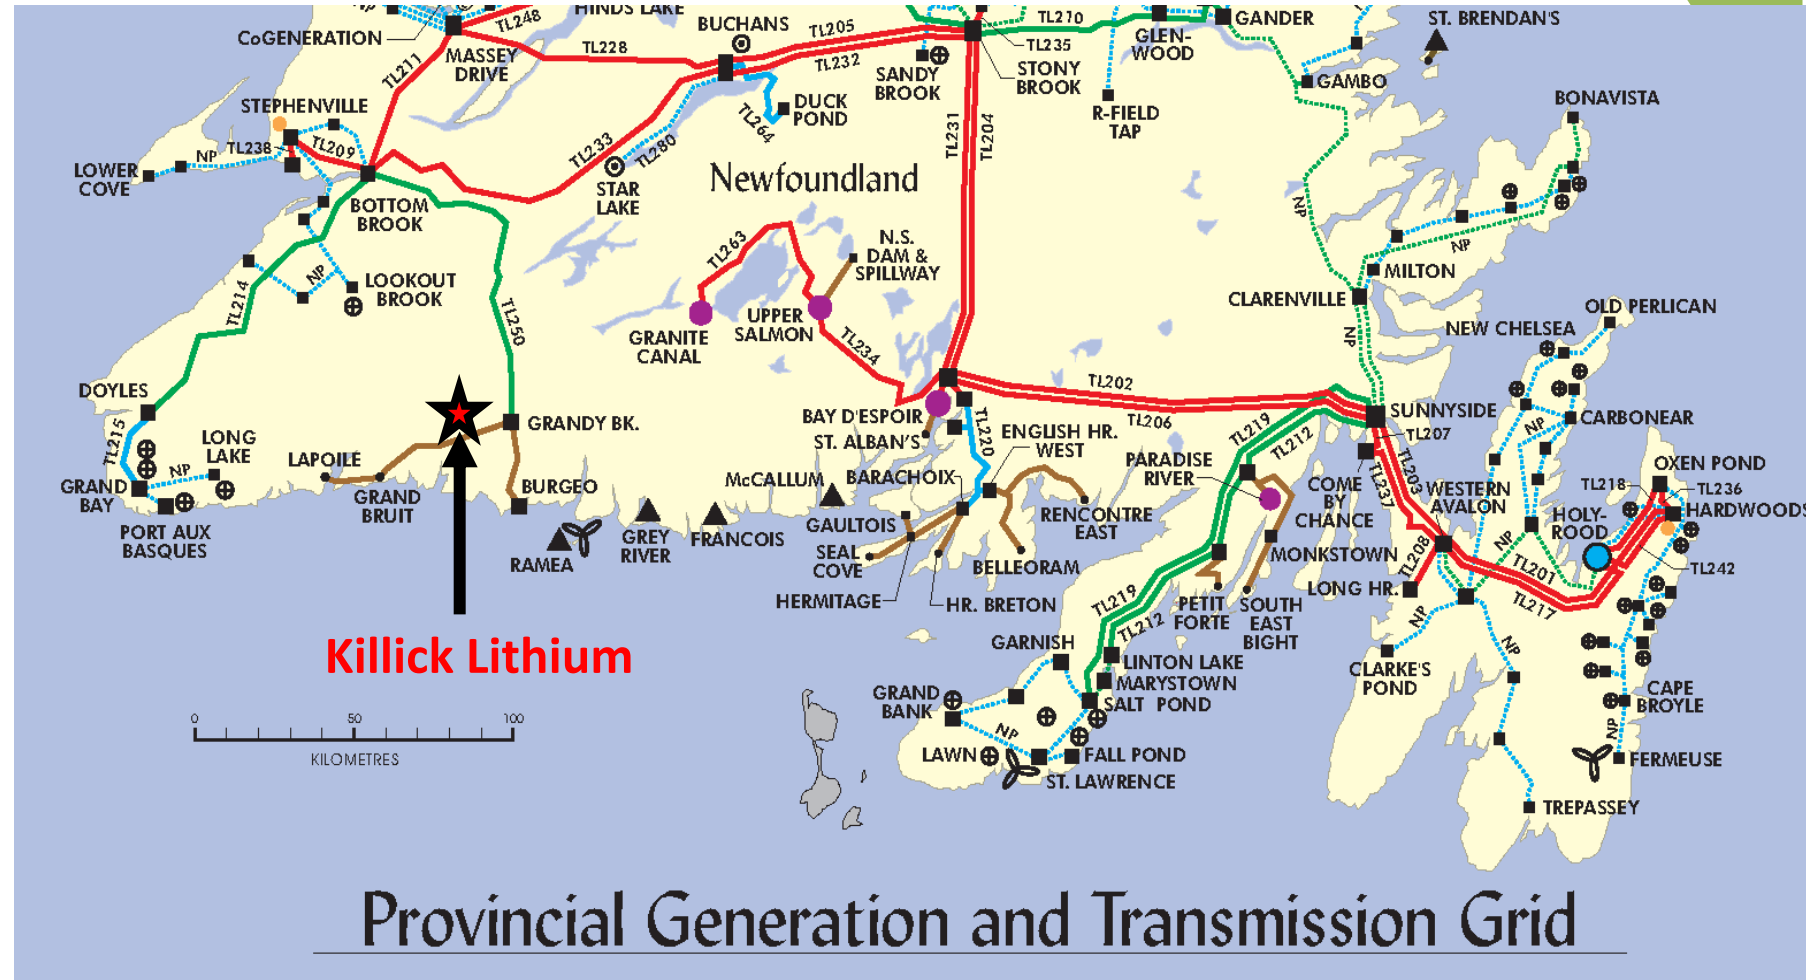 HINDS LAKE
NP
TL248
CoGENERATION
MASSEY
DRIVE
TL228
BUCHANS
TL205
TL232
TL210
TL235
GLEN-
WOOD
GANDER
ST. BRENDAN'S
TL211
SANDY
BROOK
STONY
BROOK
GAMBO
R-FIELD
TAP
BONAVISTA
STEPHENVILLE
TL238
TL209
NP
LOWER
COVE
DUCK
POND
TL264
TL233
TL280
STAR
LAKE
TL231
TL204
Newfoundland
BOTTOM
BROOK
NP
NP
MILTON
CLARENVILLE
NP
LOOKOUT
BROOK
NP
TL214
TL250
TL263
N.S.
DAM &
SPILLWAY
GRANITE
CANAL
UPPER
SALMON
TL234
OLD PERLICAN
NEW CHELSEA
DOYLES
TL215
LONG
LAKE
NP
GRAND
BAY
PORT AUX
BASQUES
LAPOILE
GRAND
BRUIT
GRANDY BK.
BURGEO
RAMEA
GREY
RIVER
FRANCOIS
McCALLUM
BAY D'ESPOIR
ST. ALBAN'S
TL220
TL202
TL206
ENGLISH HR.
WEST
BARACHOIX
GAULTOIS
SEAL
COVE
HERMITAGE
HR. BRETON
BELLEORAM
RENCONTRE
EAST
TL219
TL212
PARADISE
RIVER
SUNNYSIDE
TL207
TL203
TL237
COME
BY
CHANCE
WESTERN
AVALON
CARBONEAR
OXEN POND
TL218
TL236
HARDWOODS
HOLY-
ROOD
TL242
MONKSTOWN
TL208
LONG HR.
NP
TL201
TL217
PETIT
FORTE
SOUTH
EAST
BIGHT
TL219
TL212
NP
NP
CLARKE'S
POND
Killick Lithium
GARNISH
LINTON LAKE
MARYSTOWN
SALT POND
GRAND
BANK
NP
LAWN
FALL POND
ST. LAWRENCE
CAPE
BROYLE
NP
FERMEUSE
TREPASSEY
0 50 100
KILOMETRES
Provincial Generation and Transmission Grid